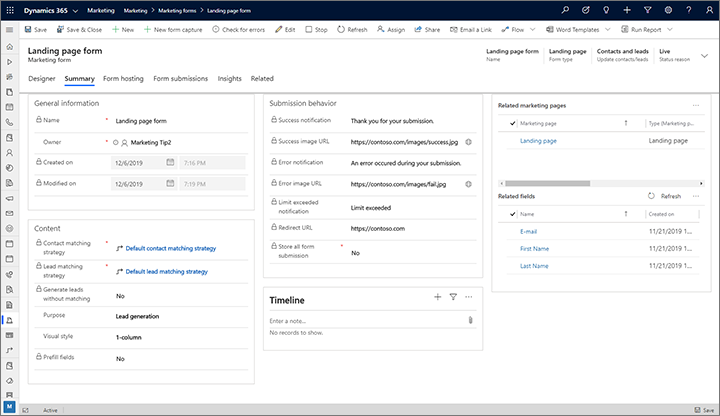 Dynamics 365 Marketing Marketing > Marketing forms > Landing page form
Save Save & Close New New form capture Check for errors Edit Stop Refresh Assign Share Email a Link Flow Word Templates Run Report
Landing page form
Marketing form
Landing page form Landing page Contacts and leads Live
Name Form type Update contacts/leads Status reason
Designer Summary Form hosting Form submissions Insights Related
General information
Name * Landing page form
Owner * Marketing Tip2
Created on 12/6/2019 7:16 PM
Modified on 12/6/2019 7:19 PM
Content
Contact matching strategy * Default contact matching strategy
Lead matching strategy * Default lead matching strategy
Generate leads without matching No
Purpose Lead generation
Visual style 1-column
Prefill fields No
Submission behavior
Success notification Thank you for your submission.
Success image URL https://contoso.com/images/success.jpg
Error notification An error occured during your submission.
Error image URL https://contoso.com/images/fail.jpg
Limit exceeded notification Limit exceeded
Redirect URL https://contoso.com
Store all form submission * No
Timeline
Enter a note...
No records to show.
Related marketing pages
Marketing page Type (Marketing p...
Landing page Landing page
Related fields Refresh
Name Created on
E-mail 11/21/2019 1...
First Name 11/21/2019 1...
Last Name 11/21/2019 1...
M Active Save